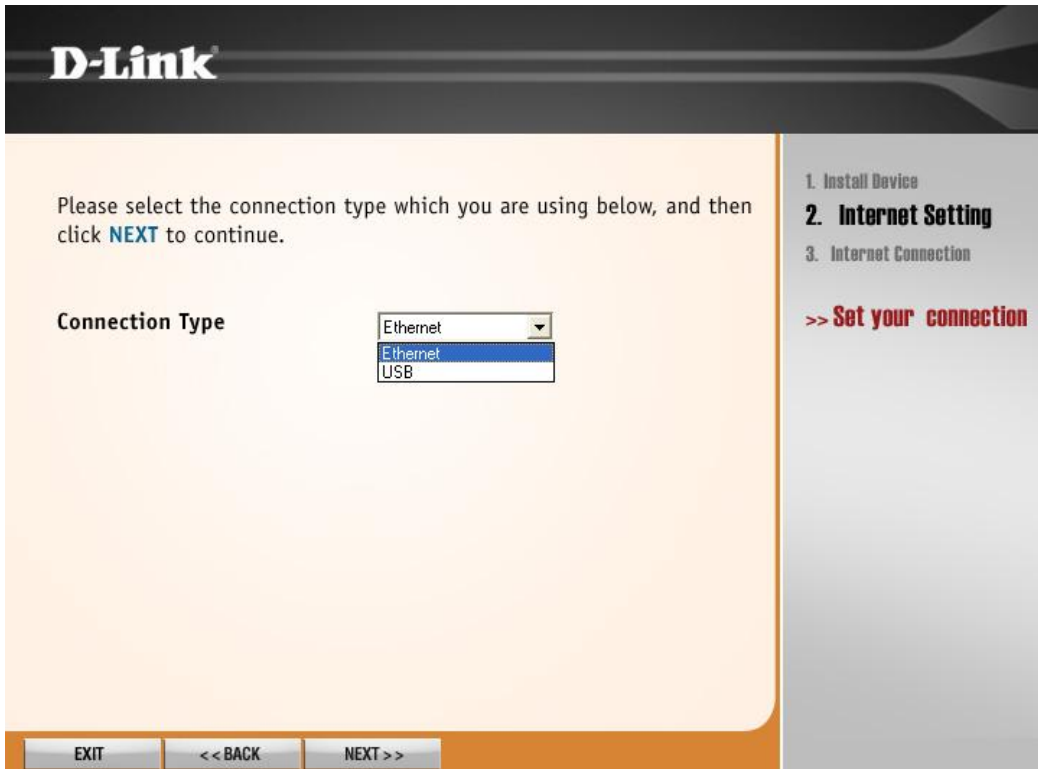 D-Link
Please select the connection type which you are using below, and then
click NEXT to continue.
Connection Type
Ethernet
Ethernet
USB
1. Install Device
2. Internet Setting
3. Internet Connection
>> Set your connection
EXIT
<< BACK
NEXT >>